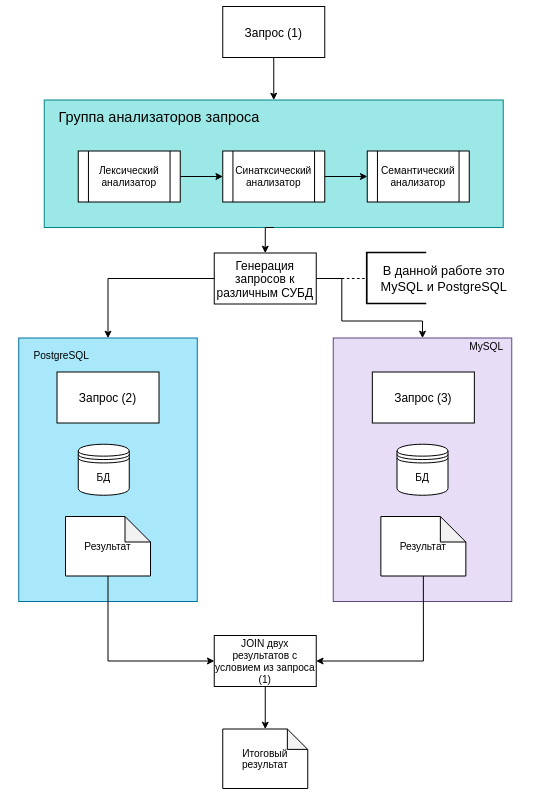 Запрос (1)
Группа анализаторов запроса
Лексический
анализатор
Синатксический
анализатор
Семантический
анализатор
Генерация
запросов к
различным СУБД
В данной работе это
MySQL и PostgreSQL
PostgreSQL
Запрос (2)
БД
Результат
MySQL
Запрос (3)
БД
Результат
JOIN двух
результатов с
условием из запроса
(1)
Итоговый
результат